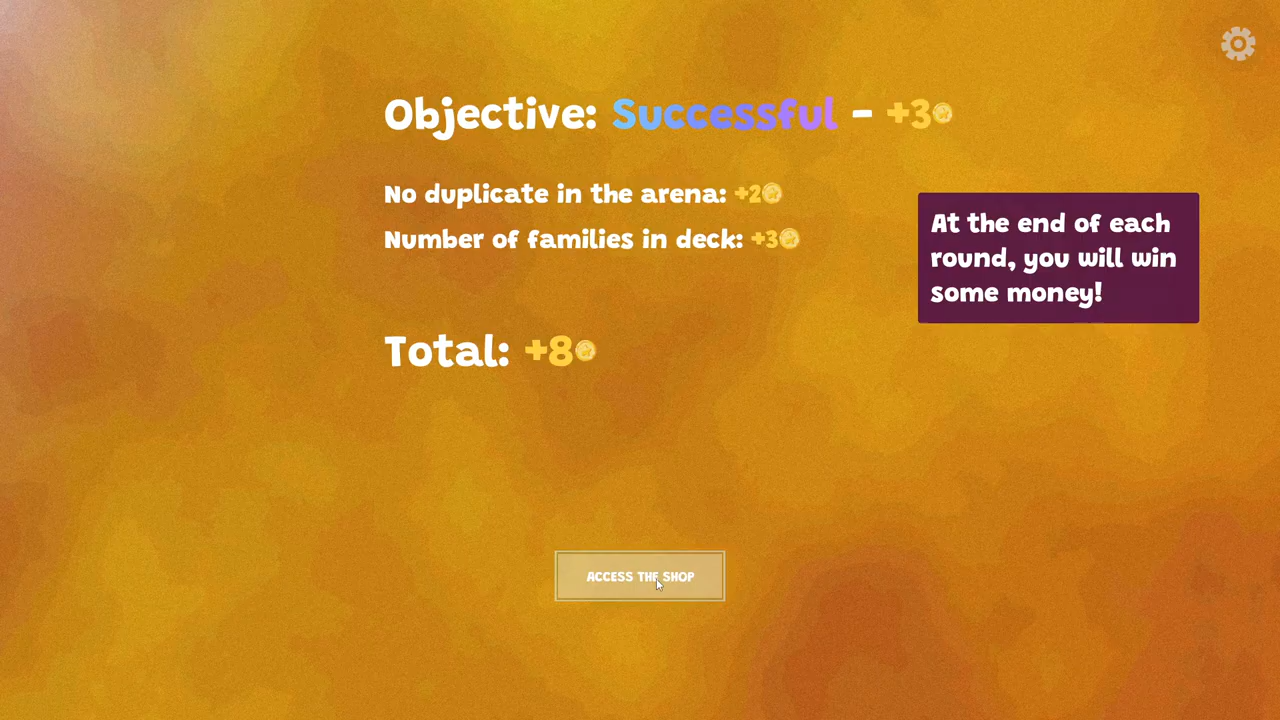 Objective: Successful - +3
No duplicate in the arena: +2
Number of families in deck: +3
At the end of each
round, you will win
some money!
Total: +8
ACCESS THE SHOP